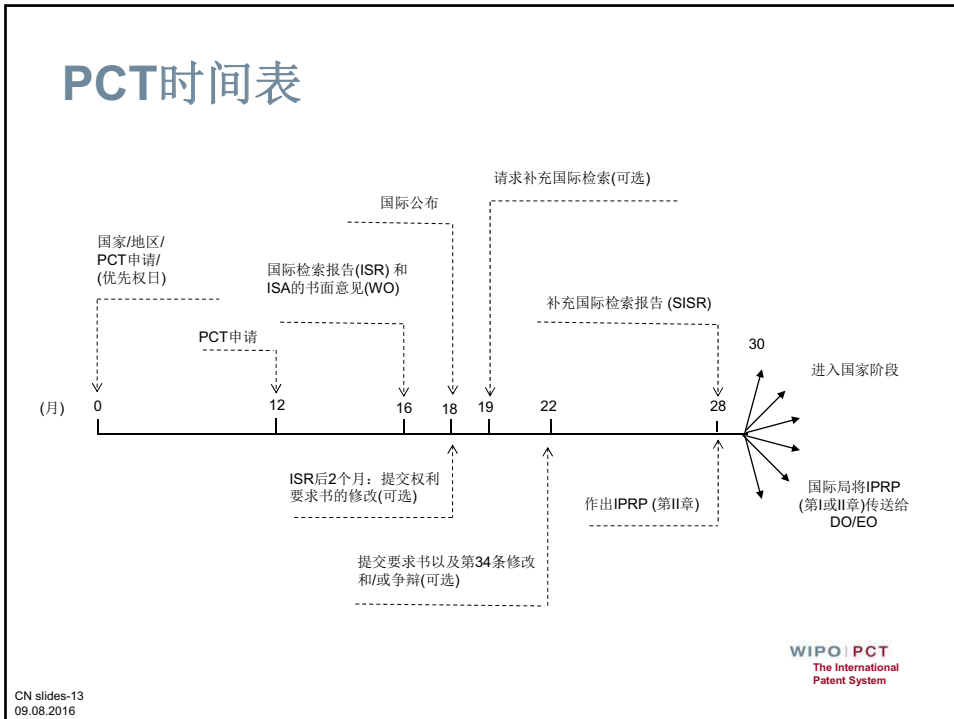 PCT时间表
请求补充国际检索(可选)
国际公布
国家/地区/
PCT申请/
(优先权日)
国际检索报告(ISR) 和
ISA的书面意见(WO)
补充国际检索报告 (SISR)
PCT申请
30
进入国家阶段
(月) 0 12 16 18 19 22 28
ISR后2个月：提交权利
要求书的修改(可选)
作出IPRP (第II章)
国际局将IPRP
(第I或II章)传送给
DO/EO
提交要求书以及第34条修改
和/或争辩(可选)
WIPO|PCT
The International
Patent System
CN slides-13
09.08.2016